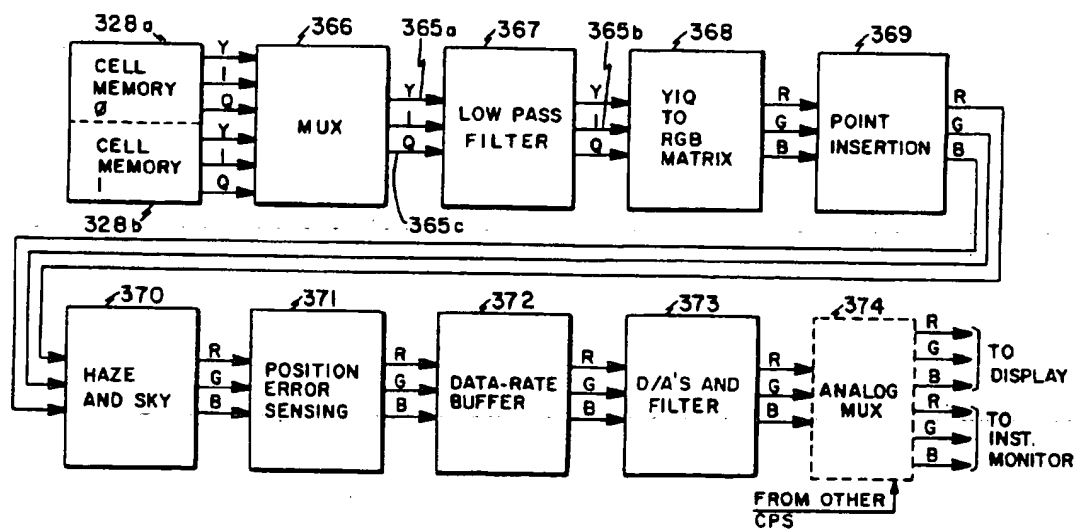 328a
366
365a
367
365b
368
369
CELL
MEMORY
Ø
CELL
MEMORY
1
328b
Y
I
Q
Y
I
Q
MUX
Y
I
Q
365c
LOW PASS
FILTER
Y
I
Q
YIQ
TO
RGB
MATRIX
R
G
B
POINT
INSERTION
R
G
B
370
371
372
373
374
HAZE
AND SKY
R
G
B
POSITION
ERROR
SENSING
R
G
B
DATA-RATE
BUFFER
R
G
B
D/A'S AND
FILTER
R
G
B
ANALOG
MUX
R
G
B
TO
DISPLAY
R
G
B
TO
INST.
MONITOR
FROM OTHER
CPS